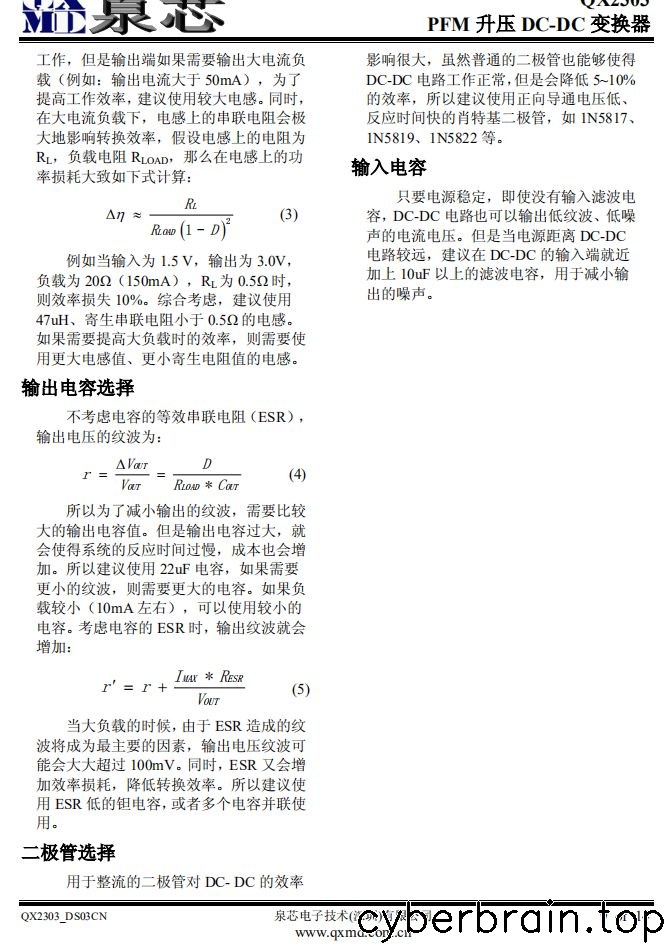 QX2303
PFM 升压 DC-DC 变换器
QX
MD 泉芯
工作，但是输出端如果需要输出大电流负
载（例如：输出电流大于 50mA），为了
提高工作效率，建议使用较大电感。同时，
在大电流负载下，电感上的串联电阻会极
大地影响转换效率，假设电感上的电阻为
RL，负载电阻 RLOAD，那么在电感上的功
率损耗大致如下式计算：
Δη ≈ RL / (RLOAD (1 − D)²) (3)
例如当输入为 1.5 V，输出为 3.0V，
负载为 20Ω（150mA），RL 为 0.5Ω 时，
则效率损失 10%。综合考虑，建议使用
47uH、寄生串联电阻小于 0.5Ω 的电感。
如果需要提高大负载时的效率，则需要使
用更大电感值、更小寄生电阻值的电感。
输出电容选择
不考虑电容的等效串联电阻（ESR），
输出电压的纹波为：
r = ΔVOUT / VOUT = D / (RLOAD * COUT) (4)
所以为了减小输出的纹波，需要比较
大的输出电容值。但是输出电容过大，就
会使得系统的反应时间过慢，成本也会增
加。所以建议使用 22uF 电容，如果需要
更小的纹波，则需要更大的电容。如果负
载较小（10mA 左右），可以使用较小的
电容。考虑电容的 ESR 时，输出纹波就会
增加：
r′ = r + (IMAX * RESR) / VOUT (5)
当大负载的时候，由于 ESR 造成的纹
波将成为最主要的因素，输出电压纹波可
能会大大超过 100mV。同时，ESR 又会增
加效率损耗，降低转换效率。所以建议使
用 ESR 低的钽电容，或者多个电容并联使
用。
二极管选择
用于整流的二极管对 DC- DC 的效率
影响很大，虽然普通的二极管也能够使得
DC-DC 电路工作正常，但是会降低 5~10%
的效率，所以建议使用正向导通电压低、
反应时间快的肖特基二极管，如 1N5817、
1N5819、1N5822 等。
输入电容
只要电源稳定，即使没有输入滤波电
容，DC-DC 电路也可以输出低纹波、低噪
声的电流电压。但是当电源距离 DC-DC
电路较远，建议在 DC-DC 的输入端就近
加上 10uF 以上的滤波电容，用于减小输
出的噪声。
QX2303_DS03CN
泉芯电子技术(深圳)有限公司
www.qxmd.com.cn
cyberbrain.top